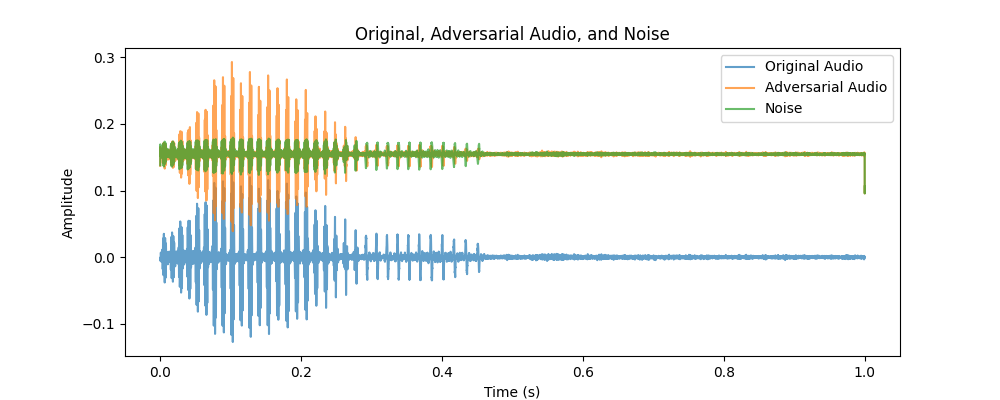 Original, Adversarial Audio, and Noise
Original Audio
Adversarial Audio
Noise
Amplitude
0.3
0.2
0.1
0.0
−0.1
0.0 0.2 0.4 0.6 0.8 1.0
Time (s)